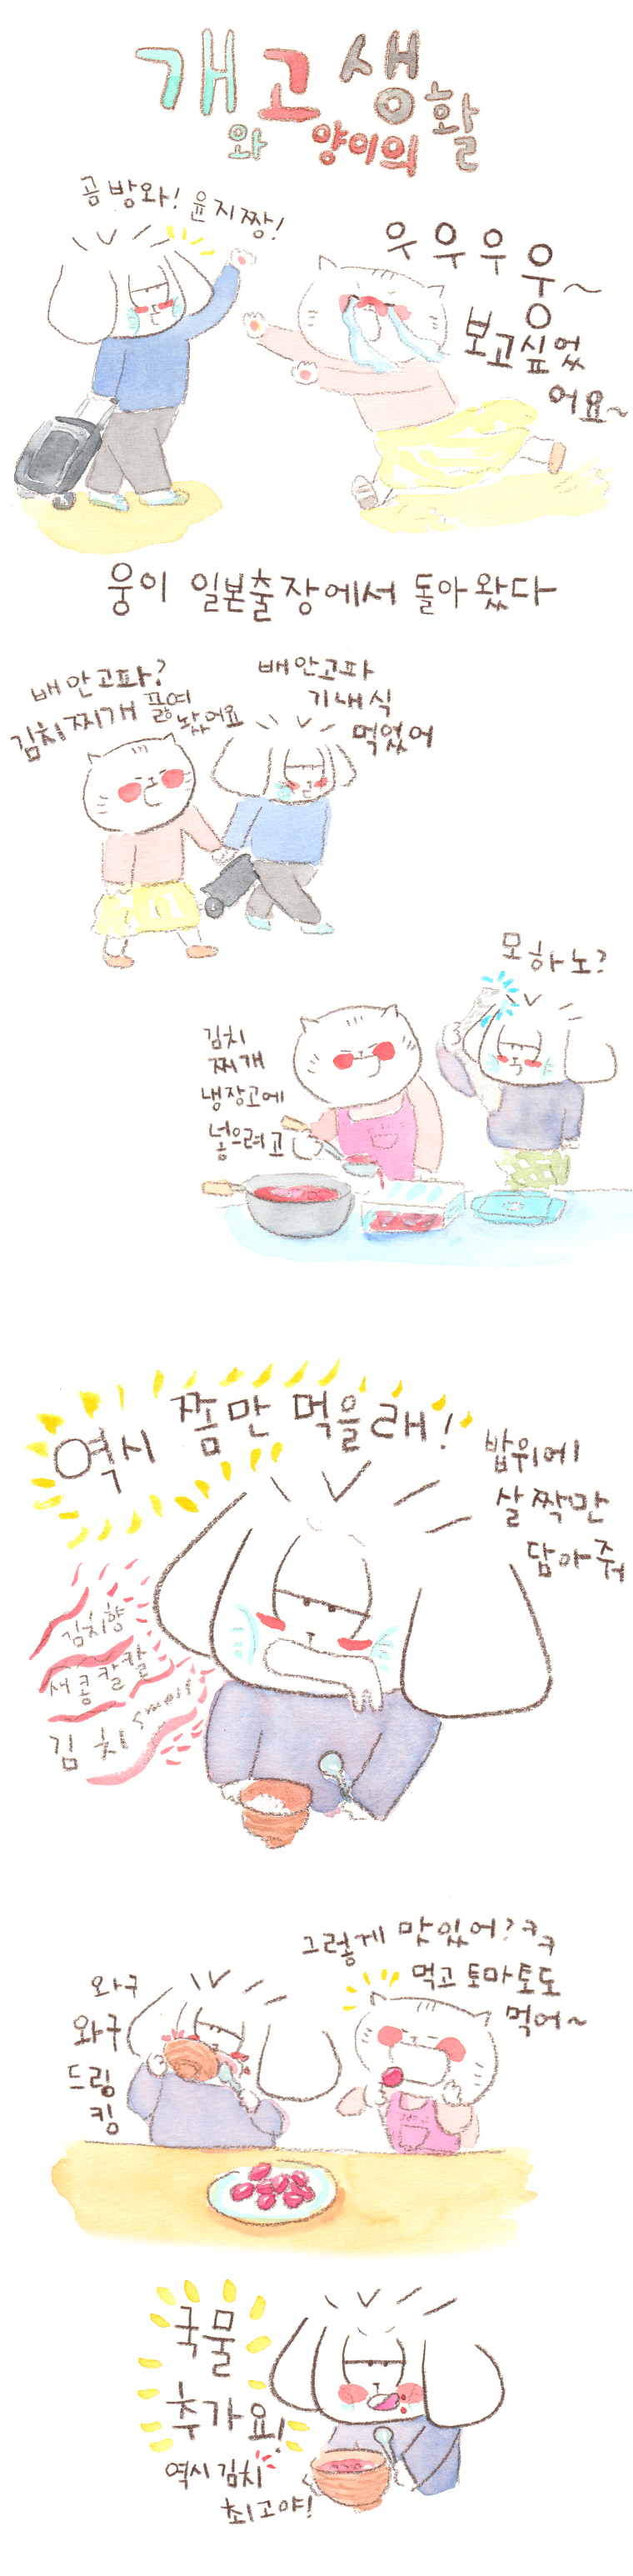 개와 고양이의 생활
곰방와! 윤지짱!
우우우웅~
보고싶었
어요~
웅이 일본출장에서 돌아왔다
배안고파?
김치찌개 끓여
놨어요
배안고파
기내식
먹었어
모하노?
김치
찌개
냉장고에
넣으려고
역시 쫌만 먹을래!
밥위에
살짝만
담아줘
김치향
새콩칼칼
김치 smell
그렇게 맛있어? ㅋㅋ
먹고 토마토도
먹어~
와구
와구
드링
킹
국물
추가요!
역시 김치
최고야!